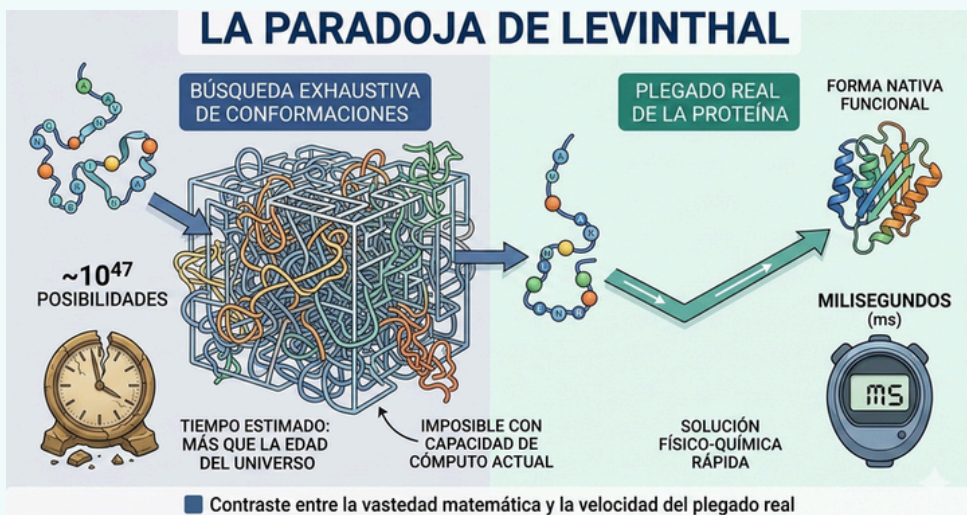 LA PARADOJA DE LEVINTHAL
BÚSQUEDA EXHAUSTIVA
DE CONFORMACIONES
~10⁴⁷
POSIBILIDADES
TIEMPO ESTIMADO:
MÁS QUE LA EDAD
DEL UNIVERSO
IMPOSIBLE CON
CAPACIDAD DE
CÓMPUTO ACTUAL
PLEGADO REAL
DE LA PROTEÍNA
FORMA NATIVA
FUNCIONAL
MILISEGUNDOS
(ms)
ms
SOLUCIÓN
FÍSICO-QUÍMICA
RÁPIDA
Contraste entre la vastedad matemática y la velocidad del plegado real